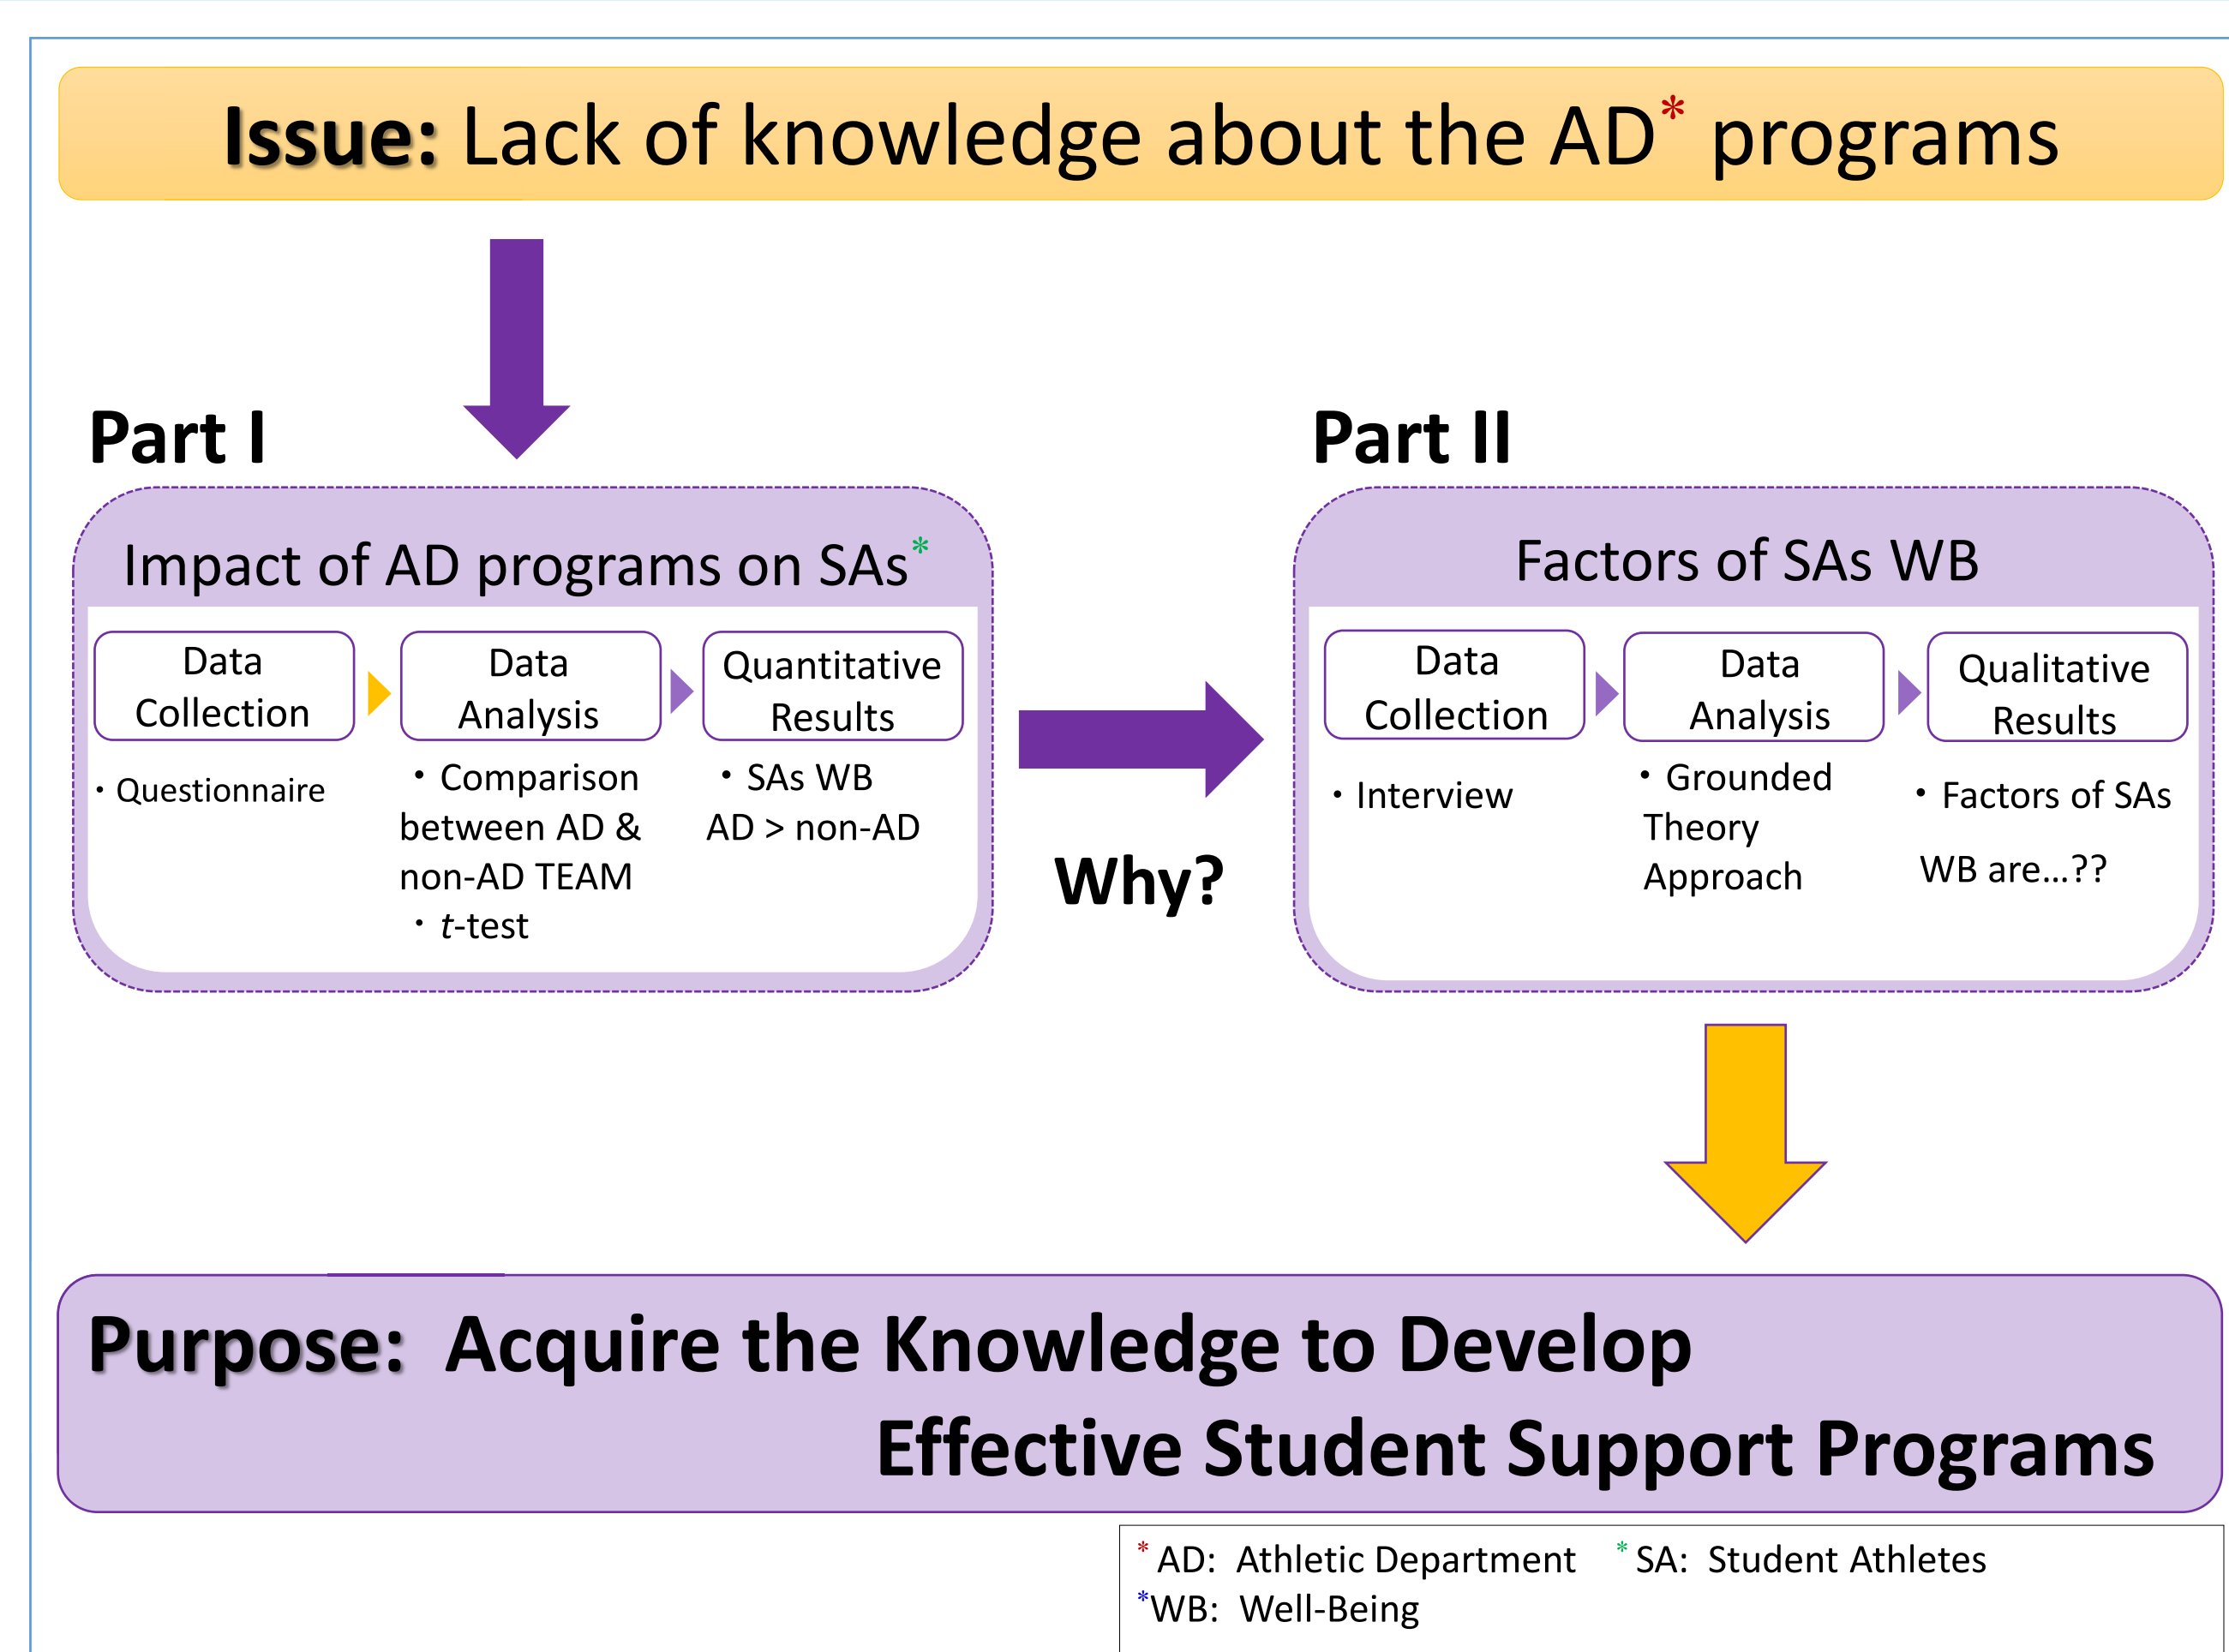 Issue: Lack of knowledge about the AD* programs
Part I
Impact of AD programs on SAs*
Data
Collection
・Questionnaire
Data
Analysis
・Comparison
between AD &
non-AD TEAM
・t-test
Quantitative
Results
・SAs WB
AD > non-AD
Why?
Part II
Factors of SAs WB
Data
Collection
・Interview
Data
Analysis
・Grounded
Theory
Approach
Qualitative
Results
・Factors of SAs
WB are...??
Purpose: Acquire the Knowledge to Develop
Effective Student Support Programs
* AD: Athletic Department * SA: Student Athletes
*WB: Well-Being